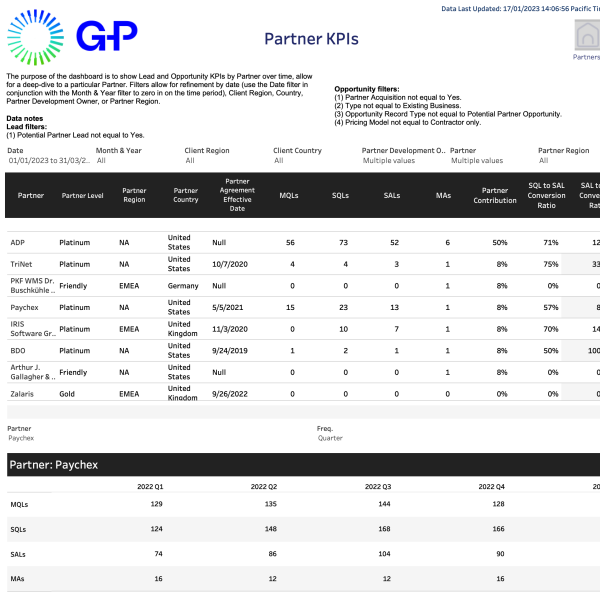 Data Last Updated: 17/01/2023 14:06:56 Pacific
G-P
Partner KPIs
Partners
The purpose of the dashboard is to show Lead and Opportunity KPIs by Partner over time, allow
for a deep-dive to a particular Partner. Filters allow for refinement by date (use the Date filter in
conjunction with the Month & Year filter to zero in on the time period), Client Region, Country,
Partner Development Owner, or Partner Region.
Data notes
Lead filters:
(1) Potential Partner Lead not equal to Yes.
Opportunity filters:
(1) Partner Acquisition not equal to Yes.
(2) Type not equal to Existing Business.
(3) Opportunity Record Type not equal to Potential Partner Opportunity.
(4) Pricing Model not equal to Contractor only.
Date Month & Year Client Region Client Country Partner Development O.. Partner Partner Region
01/01/2023 to 31/03/2.. All All All Multiple values Multiple values All
Partner Partner Level Partner Region Partner Country Partner Agreement Effective Date MQLs SQLs SALs MAs Partner Contribution SQL to SAL Conversion Ratio SAL to
ADP Platinum NA United States Null 56 73 52 6 50% 71% 12
TriNet Platinum NA United States 10/7/2020 4 4 3 1 8% 75% 33
PKF WMS Dr. Buschkühle .. Friendly EMEA Germany Null 0 0 0 1 8% 0% 0
Paychex Platinum NA United States 5/5/2021 15 23 13 1 8% 57% 8
IRIS Software Gr.. Platinum EMEA United Kingdom 11/3/2020 0 10 7 1 8% 70% 14
BDO Platinum NA United States 9/24/2019 1 2 1 1 8% 50% 100
Arthur J. Gallagher & .. Friendly NA United States Null 0 0 0 1 8% 0% 0
Zalaris Gold EMEA United Kingdom 9/26/2022 0 0 0 0 0% 0% 0
Partner Freq.
Paychex Quarter
Partner: Paychex
2022 Q1 2022 Q2 2022 Q3 2022 Q4 20
MQLs 129 135 144 128
SQLs 124 148 168 166
SALs 74 86 104 90
MAs 16 12 12 16